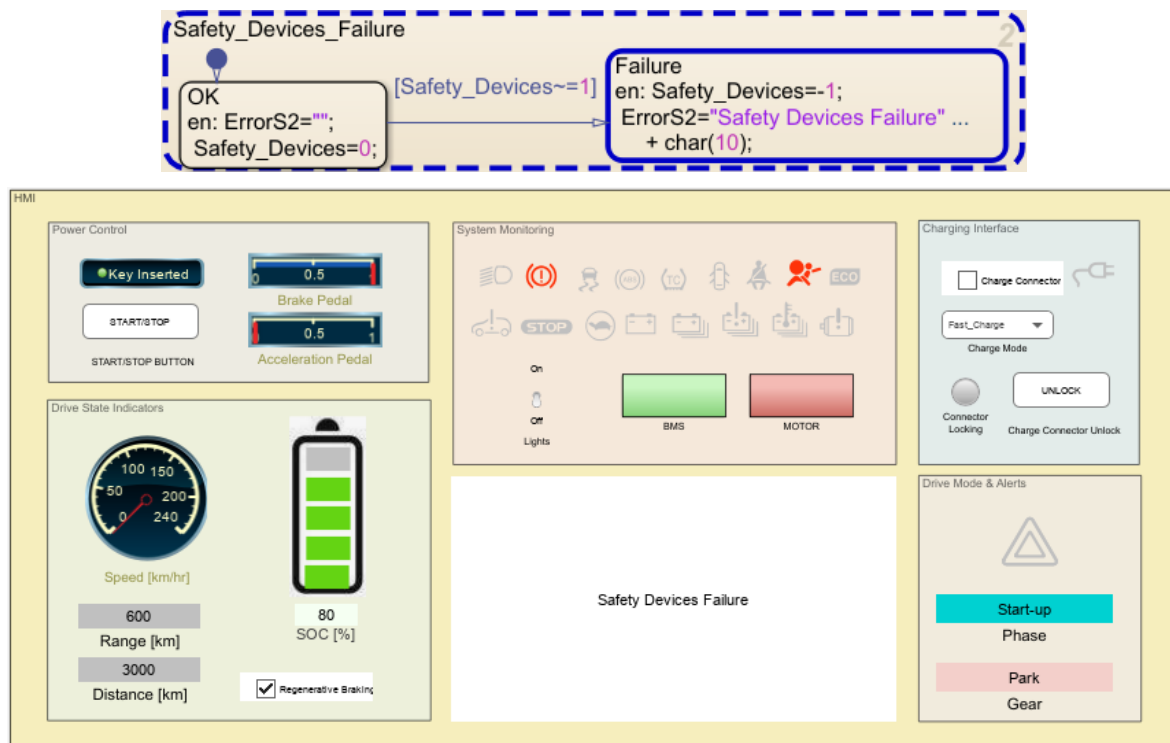 Safety_Devices_Failure
2
OK
en: ErrorS2="";
Safety_Devices=0;
[Safety_Devices~=1]
Failure
en: Safety_Devices=-1;
ErrorS2="Safety Devices Failure" ...
+ char(10);
HMI
Power Control
Key Inserted
START/STOP
START/STOP BUTTON
0 0.5
Brake Pedal
0.5 1
Acceleration Pedal
System Monitoring
ABS
TC
ECO
STOP
On
Off
Lights
BMS
MOTOR
Charging Interface
Charge Connector
Fast_Charge
Charge Mode
Connector
Locking
UNLOCK
Charge Connector Unlock
Drive State Indicators
0 50 100 150 200 240
Speed [km/hr]
600
Range [km]
3000
Distance [km]
80
SOC [%]
Regenerative Braking
Safety Devices Failure
Drive Mode & Alerts
Start-up
Phase
Park
Gear